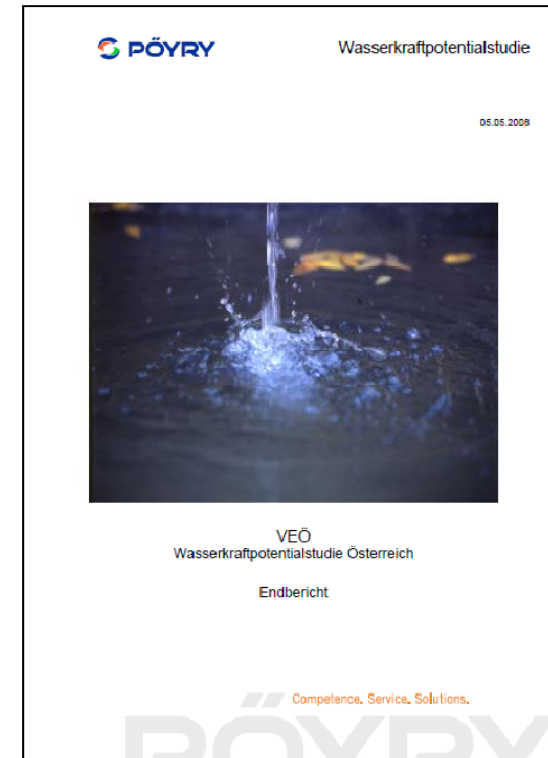 PÖYRY
Wasserkraftpotentialstudie
05.05.2008
VEÖ
Wasserkraftpotentialstudie Österreich
Endbericht
Competence. Service. Solutions.
PÖYRY